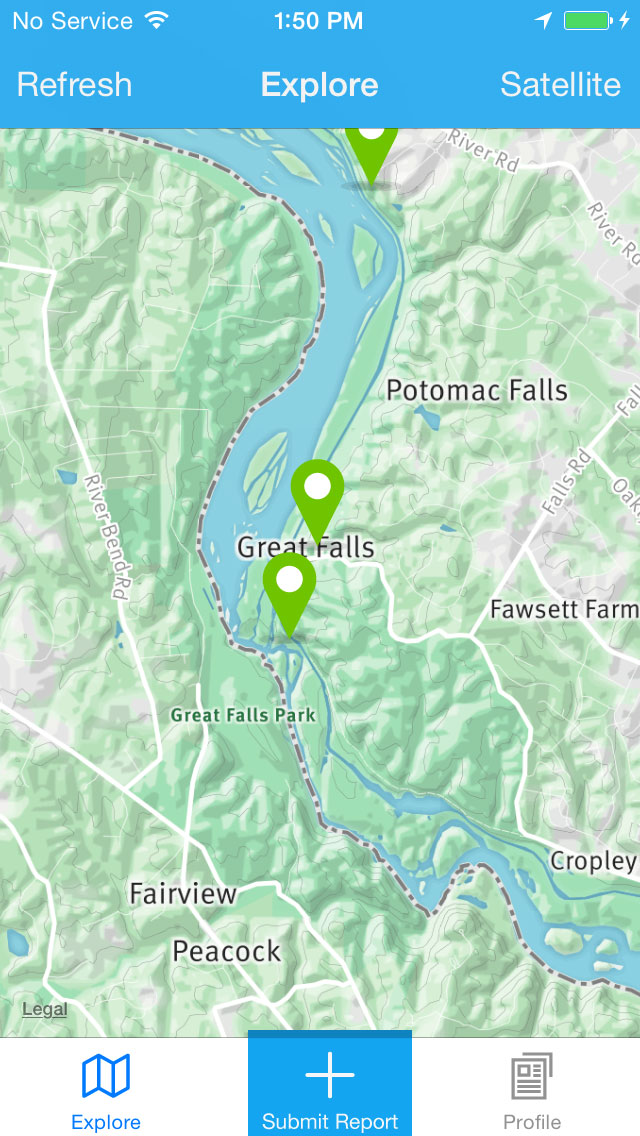 No Service
1:50 PM
Refresh
Explore
Satellite
River Rd
River Rd
Potomac Falls
Falls Rd
River Bend Rd
Great Falls
Fawsett Farm
Great Falls Park
Cropley
Fairview
Peacock
Legal
Explore
Submit Report
Profile